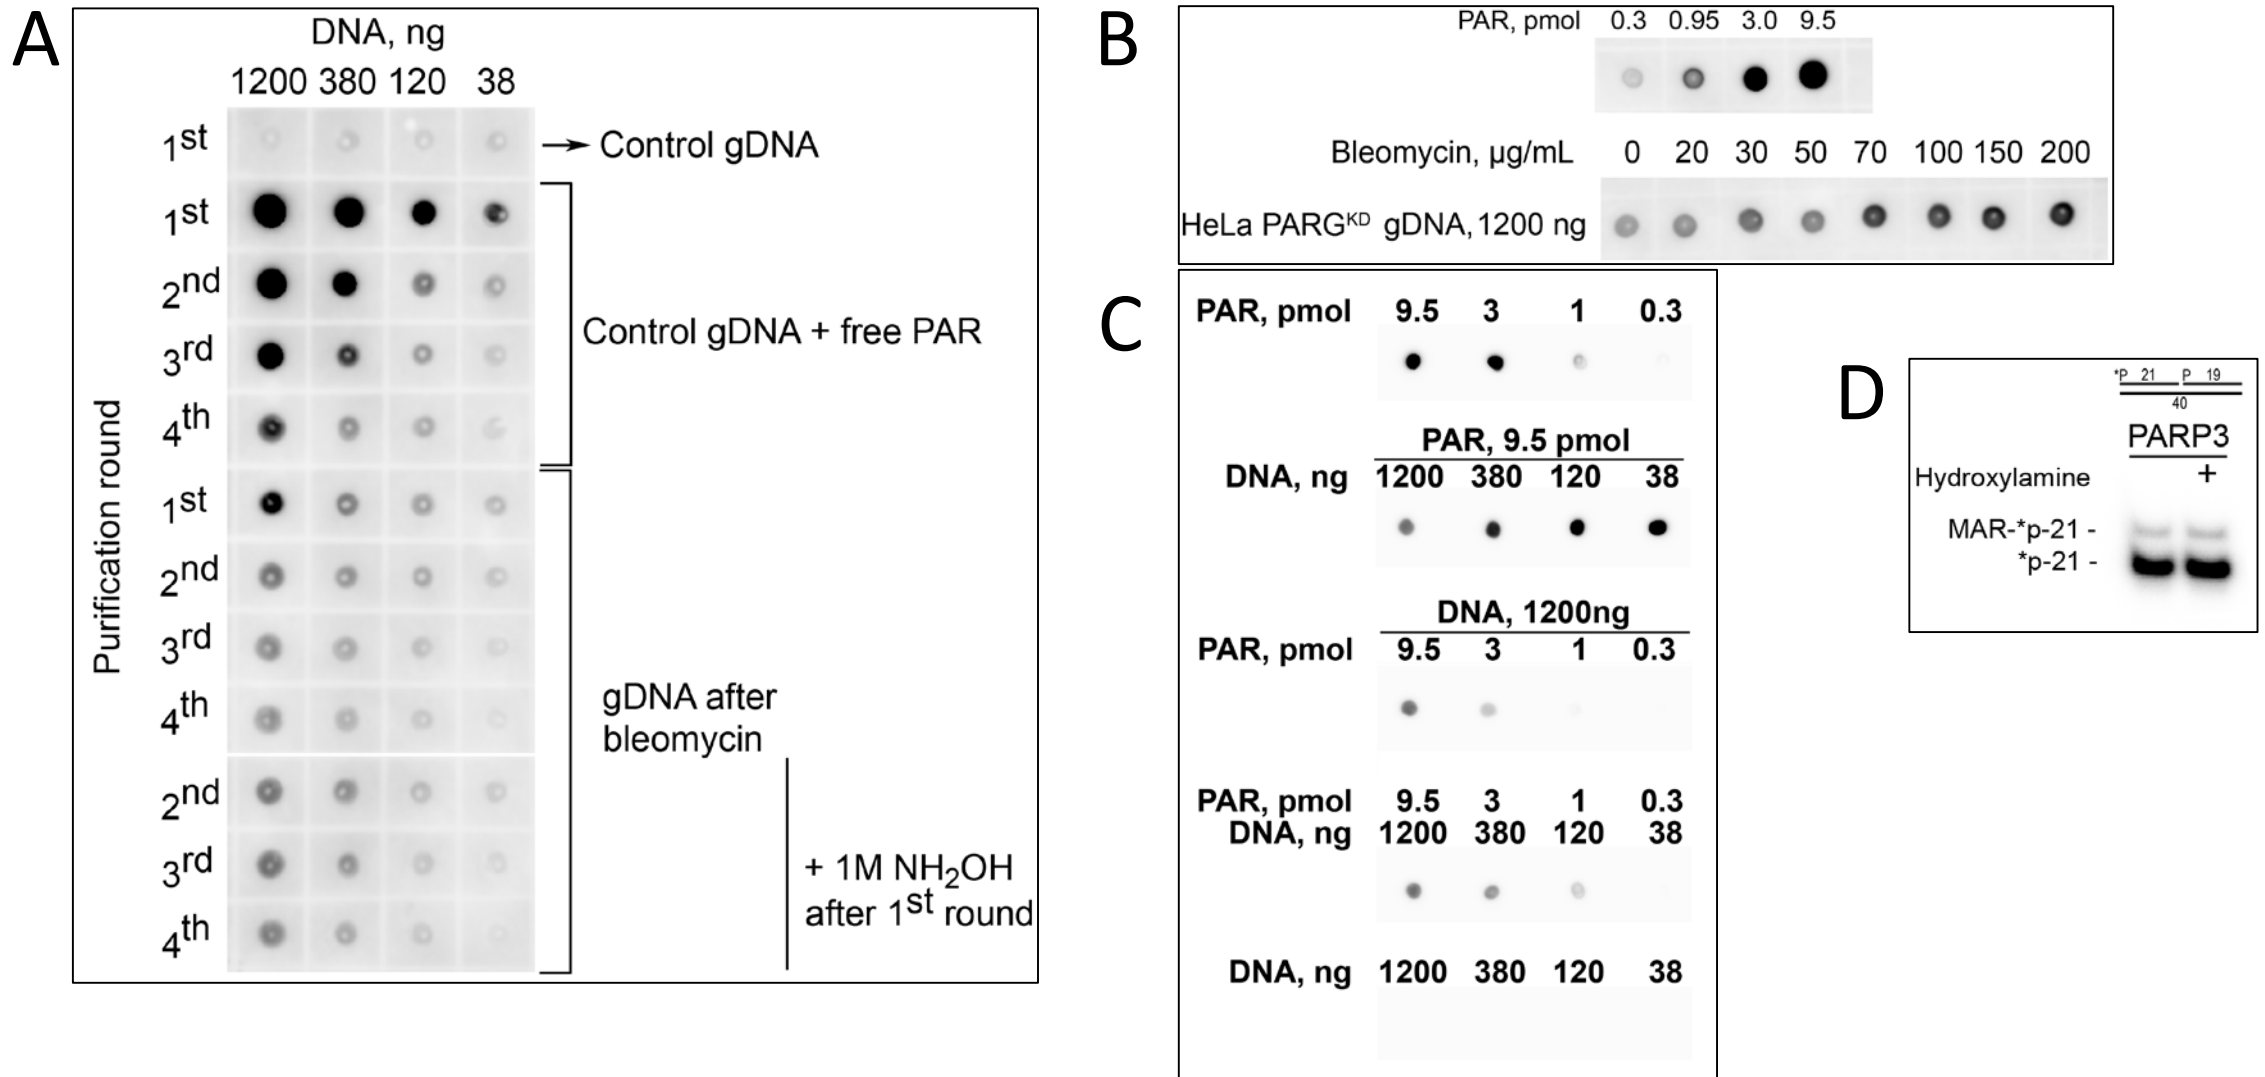 A
DNA, ng
1200 380 120 38
1st
Control gDNA
1st
2nd
3rd
4th
Control gDNA + free PAR
Purification round
1st
2nd
3rd
4th
gDNA after
bleomycin
2nd
3rd
4th
+ 1M NH2OH
after 1st round
B
PAR, pmol 0.3 0.95 3.0 9.5
Bleomycin, µg/mL 0 20 30 50 70 100 150 200
HeLa PARGKD gDNA, 1200 ng
C
PAR, pmol 9.5 3 1 0.3
PAR, 9.5 pmol
DNA, ng 1200 380 120 38
DNA, 1200ng
PAR, pmol 9.5 3 1 0.3
PAR, pmol 9.5 3 1 0.3
DNA, ng 1200 380 120 38
DNA, ng 1200 380 120 38
D
*P 21 P 19
40
PARP3
Hydroxylamine +
MAR-*p-21 -
*p-21 -